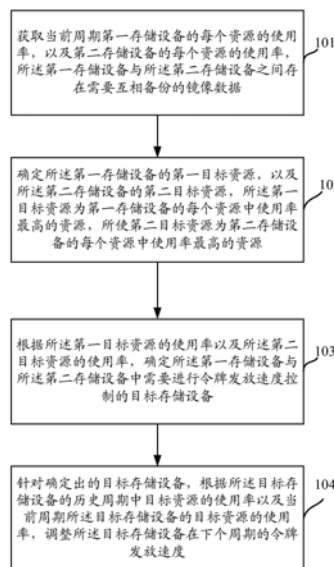 获取当前周期第一存储设备的每个资源的使用
率，以及第二存储设备的每个资源的使用率，
所述第一存储设备与所述第二存储设备之间存
在需要互相备份的镜像数据
101
确定所述第一存储设备的第一目标资源，以及
所述第二存储设备的第二目标资源，所述第一
目标资源为第一存储设备的每个资源中使用率
最高的资源，所使第二目标资源为第二存储设
备的每个资源中使用率最高的资源
102
根据所述第一目标资源的使用率以及所述第二
目标资源的使用率，确定所述第一存储设备与
所述第二存储设备中需要进行令牌发放速度控
制的目标存储设备
103
针对确定出的目标存储设备，根据所述目标存
储设备的历史周期中目标资源的使用率以及当
前周期所述目标存储设备的目标资源的使用
率，调整所述目标存储设备在下个周期的令牌
发放速度
104